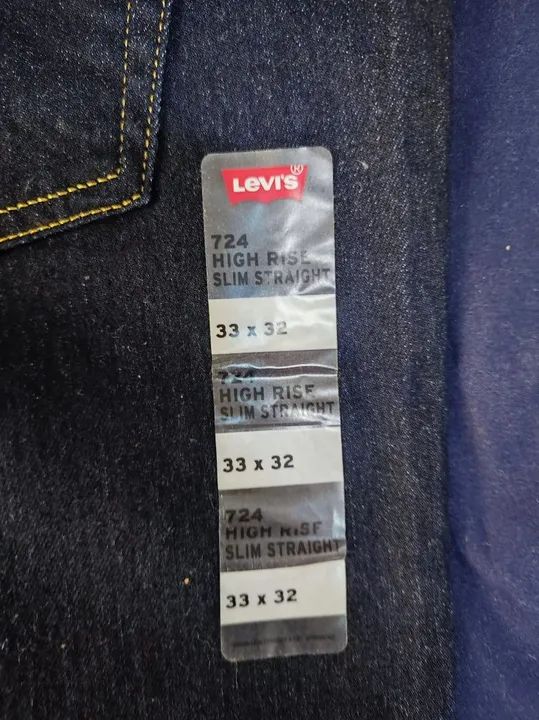 LEVI'S®
724
HIGH RISE
SLIM STRAIGHT
33 x 32
724
HIGH RISE
SLIM STRAIGHT
33 x 32
724
HIGH RISE
SLIM STRAIGHT
33 x 32